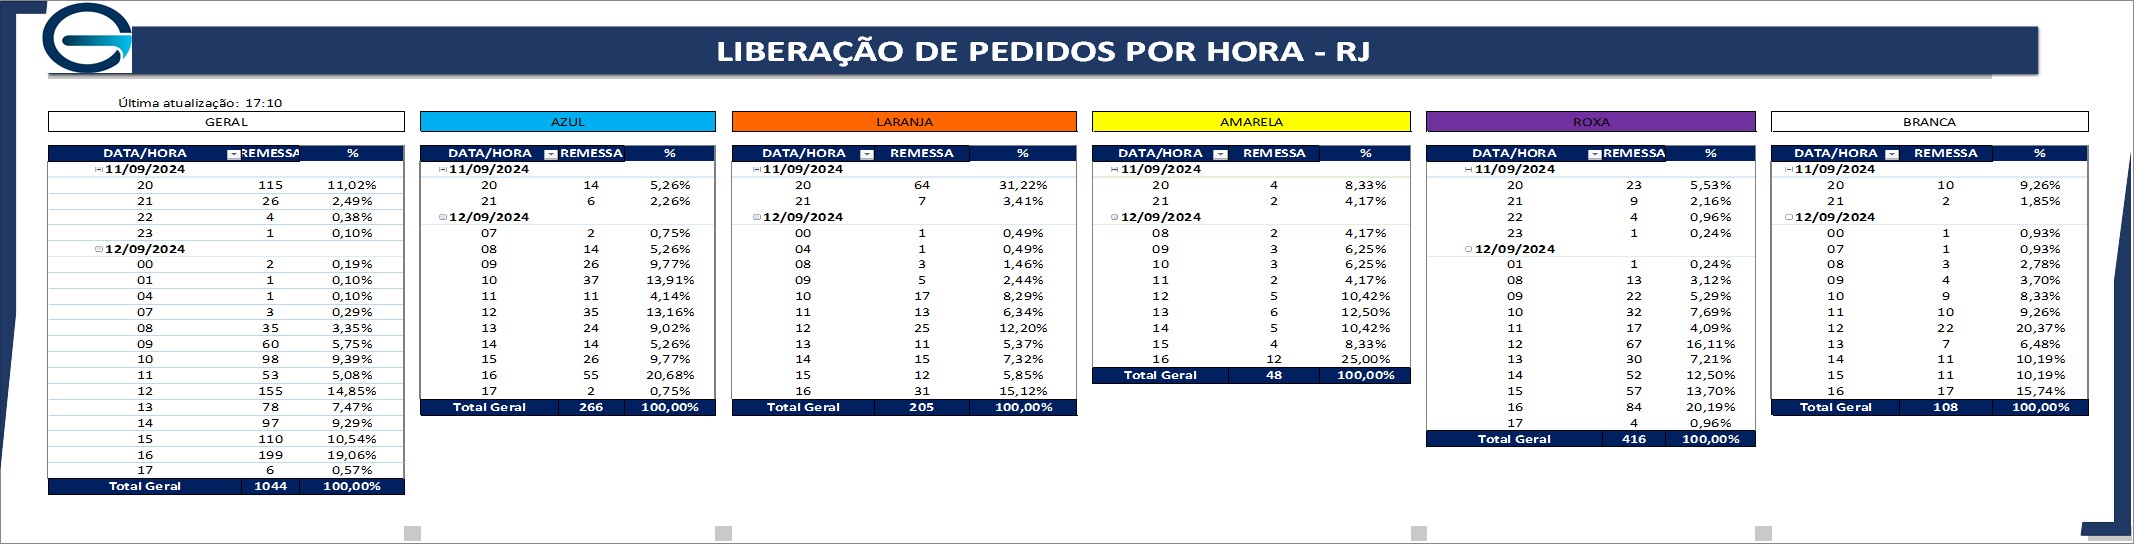 LIBERAÇÃO DE PEDIDOS POR HORA - RJ
Última atualização: 17:10
GERAL
DATA/HORA REMESSA %
11/09/2024
20 115 11,02%
21 26 2,49%
22 4 0,38%
23 1 0,10%
12/09/2024
00 2 0,19%
01 1 0,10%
04 1 0,10%
07 3 0,29%
08 35 3,35%
09 60 5,75%
10 98 9,39%
11 53 5,08%
12 155 14,85%
13 78 7,47%
14 97 9,29%
15 110 10,54%
16 199 19,06%
17 6 0,57%
Total Geral 1044 100,00%
AZUL
DATA/HORA REMESSA %
11/09/2024
20 14 5,26%
21 6 2,26%
12/09/2024
07 2 0,75%
08 14 5,26%
09 26 9,77%
10 37 13,91%
11 11 4,14%
12 35 13,16%
13 24 9,02%
14 14 5,26%
15 26 9,77%
16 55 20,68%
17 2 0,75%
Total Geral 266 100,00%
LARANJA
DATA/HORA REMESSA %
11/09/2024
20 64 31,22%
21 7 3,41%
12/09/2024
00 1 0,49%
04 1 0,49%
08 3 1,46%
09 5 2,44%
10 17 8,29%
11 13 6,34%
12 25 12,20%
13 11 5,37%
14 15 7,32%
15 12 5,85%
16 31 15,12%
Total Geral 205 100,00%
AMARELA
DATA/HORA REMESSA %
11/09/2024
20 4 8,33%
21 2 4,17%
12/09/2024
08 2 4,17%
09 3 6,25%
10 3 6,25%
11 2 4,17%
12 5 10,42%
13 6 12,50%
14 5 10,42%
15 4 8,33%
16 12 25,00%
Total Geral 48 100,00%
ROXA
DATA/HORA REMESSA %
11/09/2024
20 23 5,53%
21 9 2,16%
22 4 0,96%
23 1 0,24%
12/09/2024
01 1 0,24%
08 13 3,12%
09 22 5,29%
10 32 7,69%
11 17 4,09%
12 67 16,11%
13 30 7,21%
14 52 12,50%
15 57 13,70%
16 84 20,19%
17 4 0,96%
Total Geral 416 100,00%
BRANCA
DATA/HORA REMESSA %
11/09/2024
20 10 9,26%
21 2 1,85%
12/09/2024
00 1 0,93%
07 1 0,93%
08 3 2,78%
09 4 3,70%
10 9 8,33%
11 10 9,26%
12 22 20,37%
13 7 6,48%
14 11 10,19%
15 11 10,19%
16 17 15,74%
Total Geral 108 100,00%